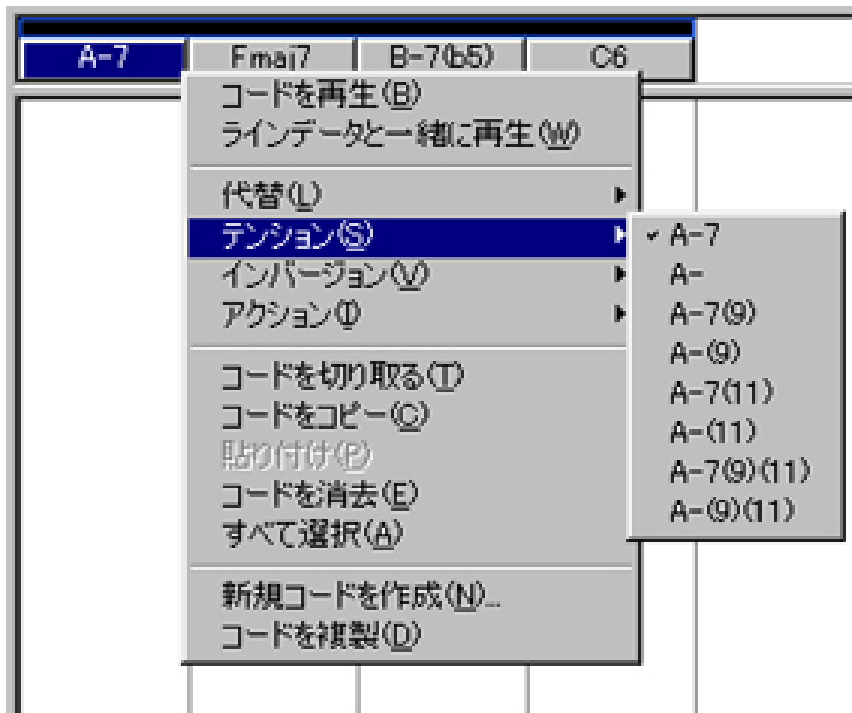 A-7 Fmaj7 B-7(b5) C6
コードを再生(B)
ラインデータと一緒に再生(W)
代替(L)
テンション(S)
インバージョン(V)
アクション(I)
コードを切り取る(T)
コードをコピー(C)
貼り付け(P)
コードを消去(E)
すべて選択(A)
新規コードを作成(N)...
コードを複製(D)
A-7
A-
A-7(9)
A-(9)
A-7(11)
A-(11)
A-7(9)(11)
A-(9)(11)